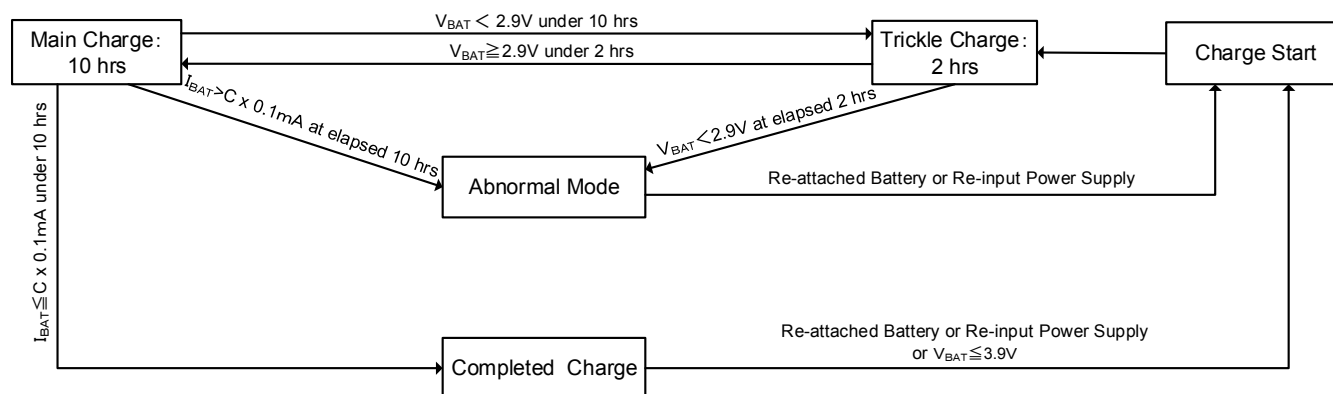 V_BAT < 2.9V under 10 hrs
Main Charge:
10 hrs
V_BAT≧2.9V under 2 hrs
Trickle Charge:
2 hrs
Charge Start
I_BAT>C x 0.1mA at elapsed 10 hrs
V_BAT<2.9V at elapsed 2 hrs
Abnormal Mode
Re-attached Battery or Re-input Power Supply
I_BAT≦C x 0.1mA under 10 hrs
Completed Charge
Re-attached Battery or Re-input Power Supply
or V_BAT≦3.9V